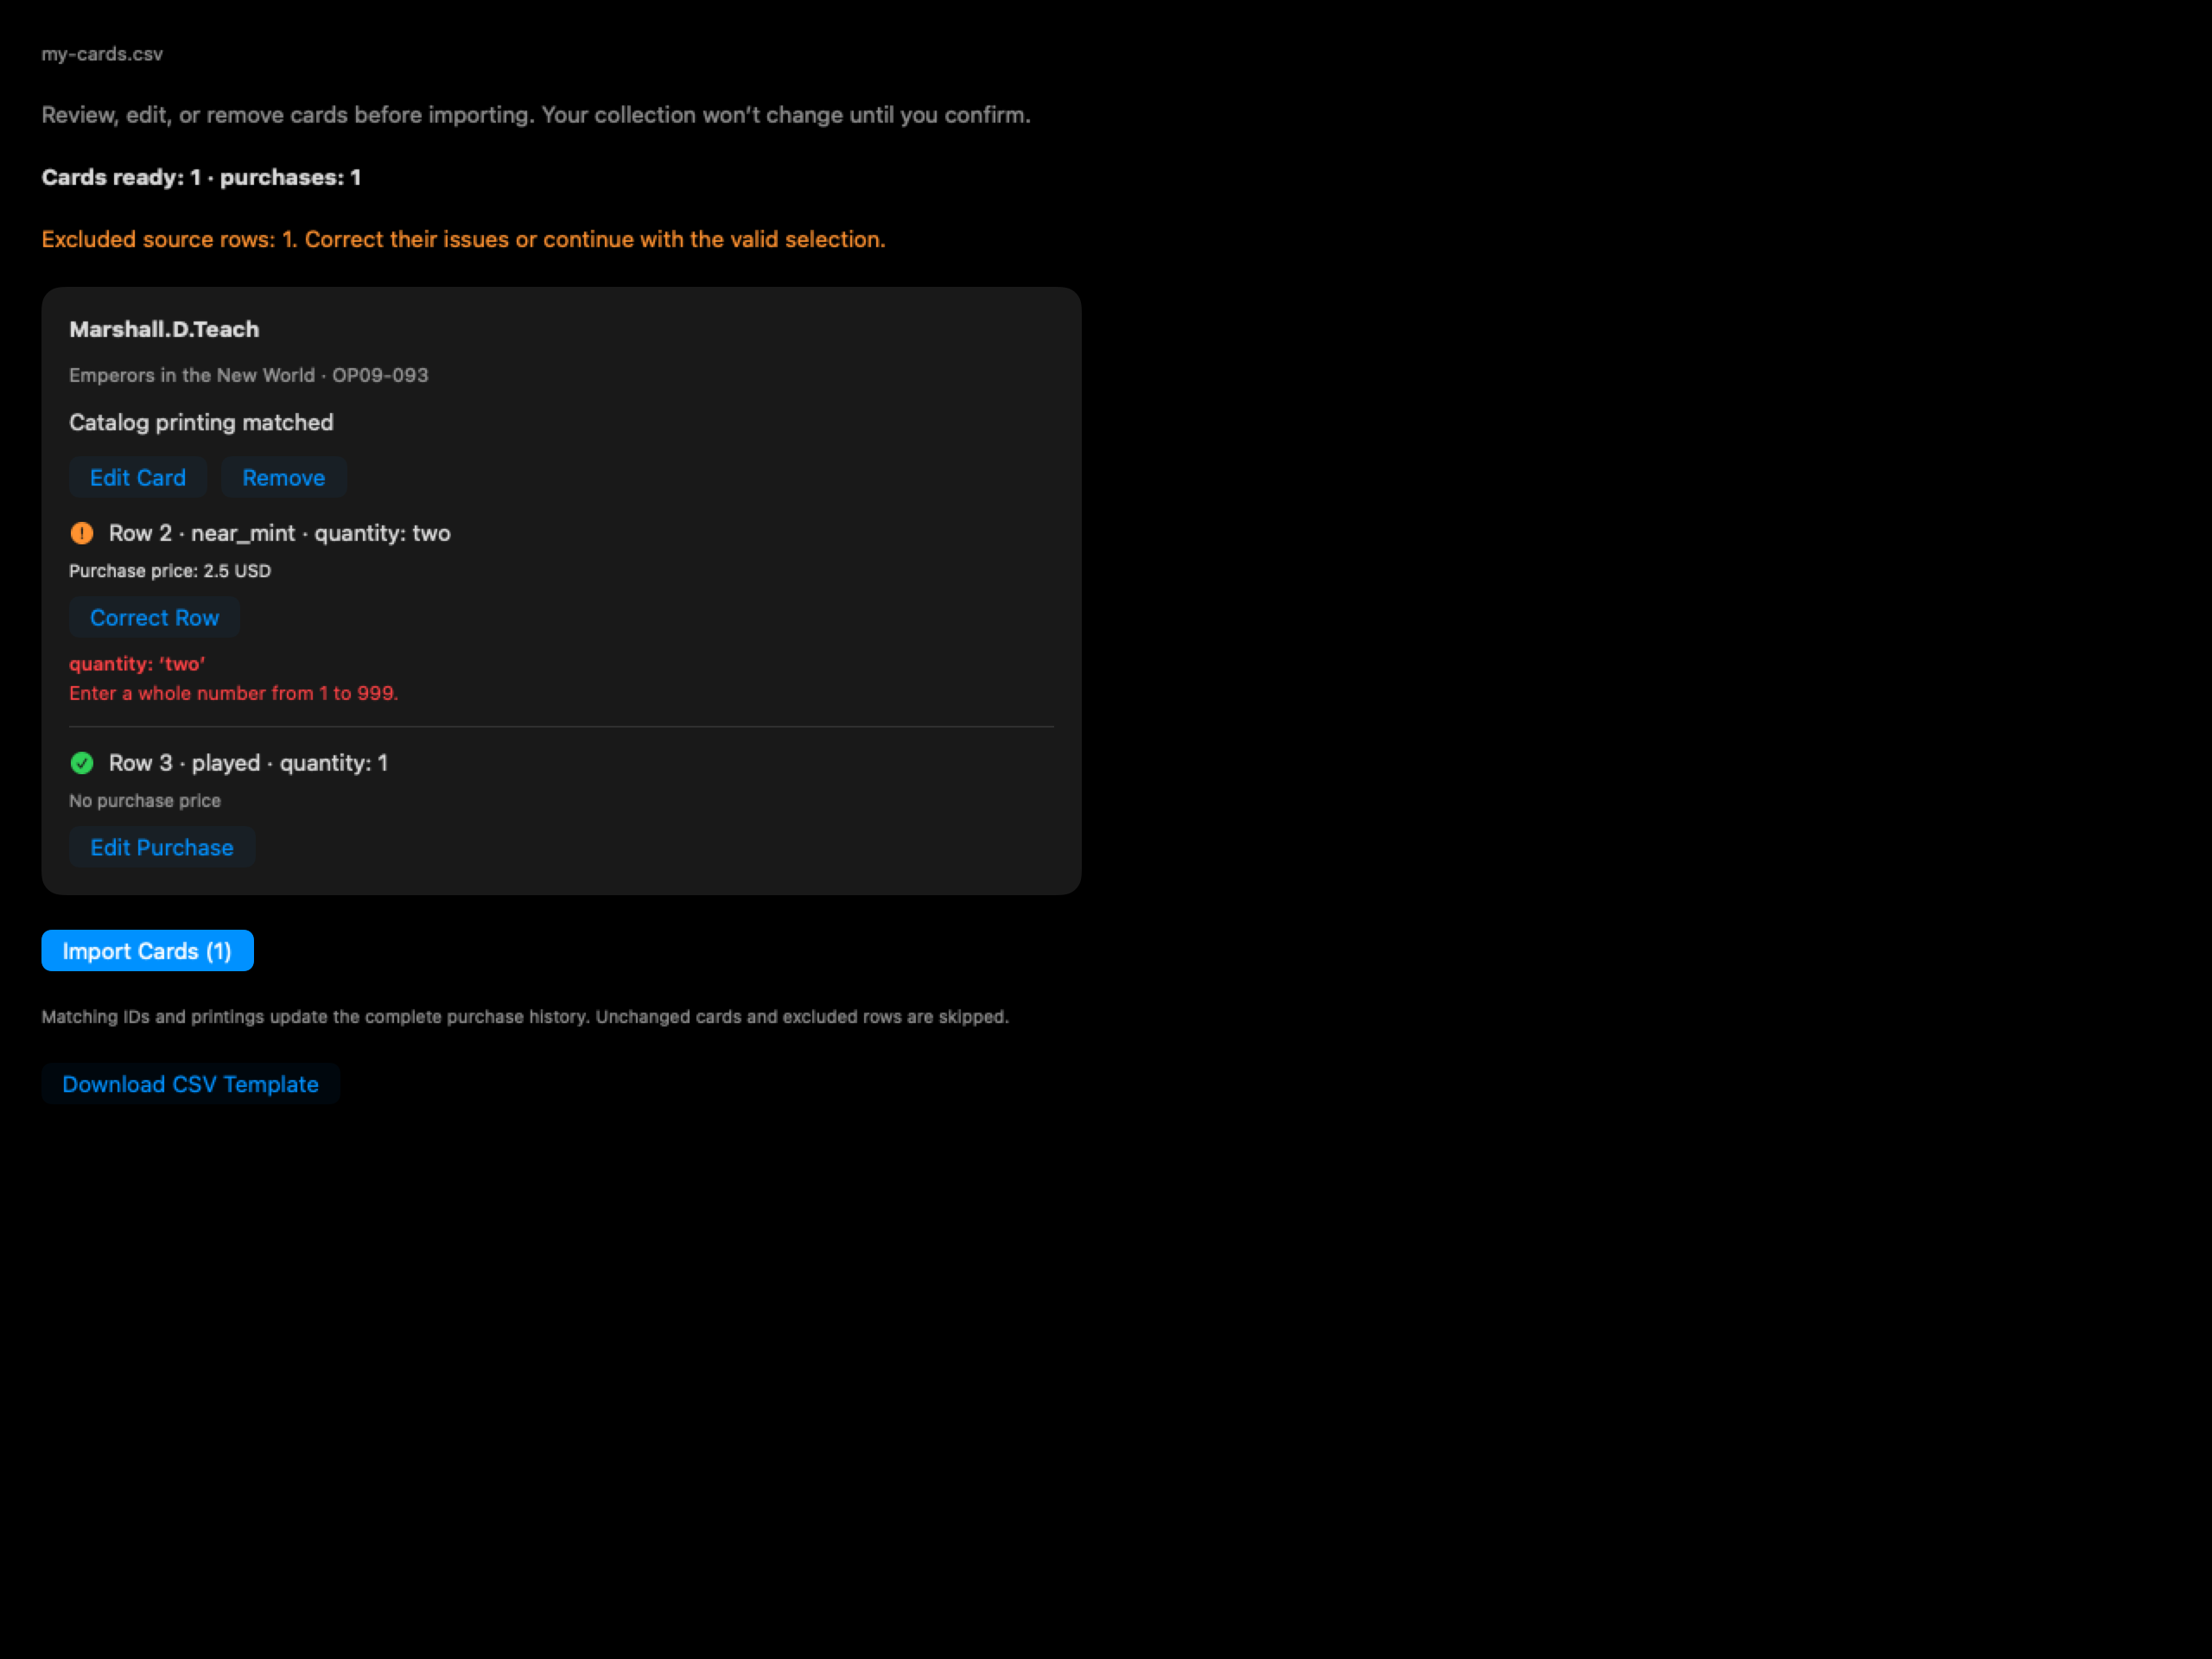 my-cards.csv
Review, edit, or remove cards before importing. Your collection won’t change until you confirm.
Cards ready: 1 · purchases: 1
Excluded source rows: 1. Correct their issues or continue with the valid selection.
Marshall.D.Teach
Emperors in the New World · OP09-093
Catalog printing matched
Edit Card Remove
Row 2 · near_mint · quantity: two
Purchase price: 2.5 USD
Correct Row
quantity: ‘two’
Enter a whole number from 1 to 999.
Row 3 · played · quantity: 1
No purchase price
Edit Purchase
Import Cards (1)
Matching IDs and printings update the complete purchase history. Unchanged cards and excluded rows are skipped.
Download CSV Template